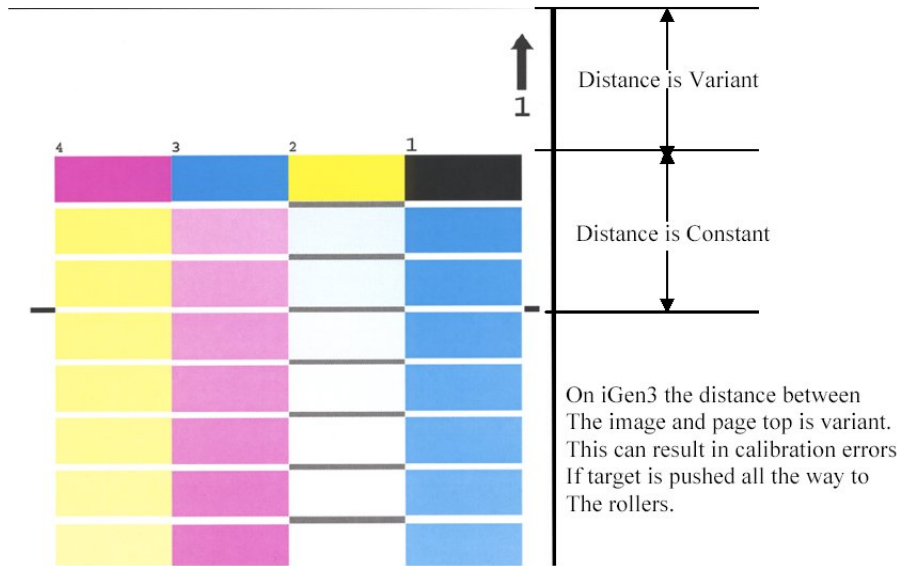 Distance is Variant
1
4 3 2 1
Distance is Constant
On iGen3 the distance between
The image and page top is variant.
This can result in calibration errors
If target is pushed all the way to
The rollers.